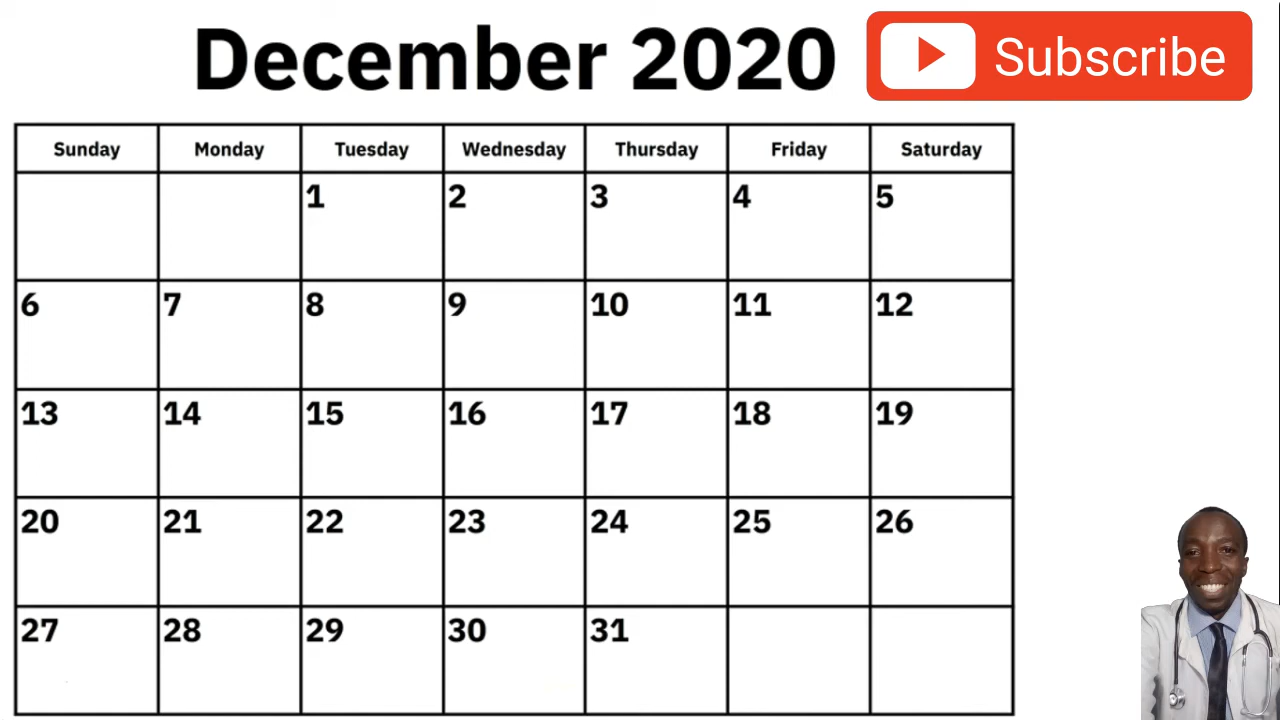 December 2020
Subscribe
Sunday Monday Tuesday Wednesday Thursday Friday Saturday
1 2 3 4 5
6 7 8 9 10 11 12
13 14 15 16 17 18 19
20 21 22 23 24 25 26
27 28 29 30 31